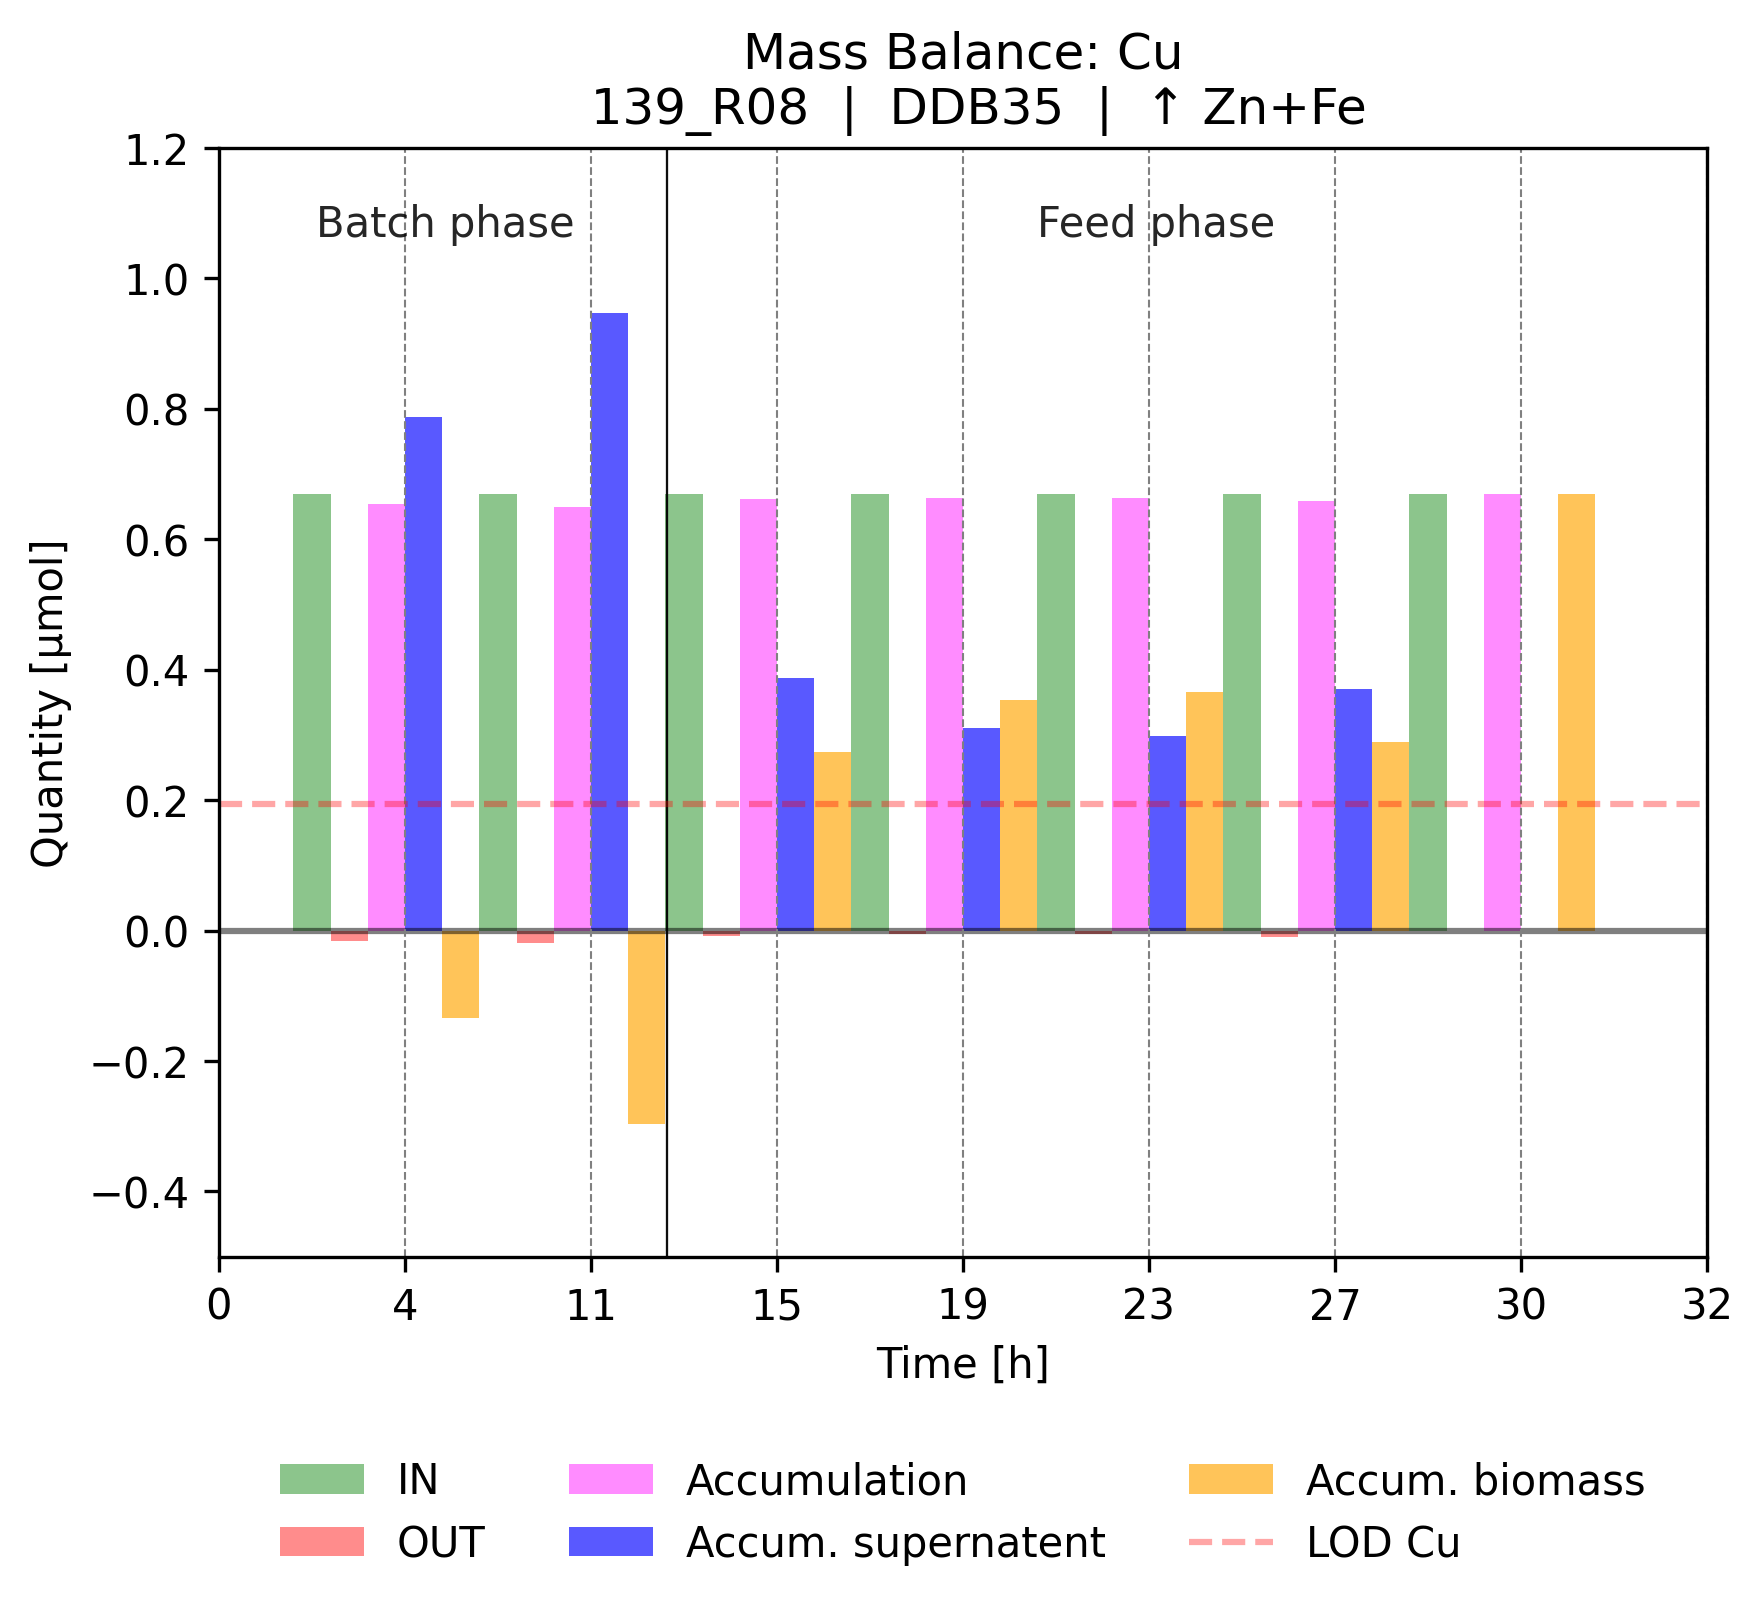 Mass Balance: Cu
139_R08 | DDB35 | ↑ Zn+Fe
1.2
1.0
0.8
0.6
0.4
0.2
0.0
−0.2
−0.4
Quantity [µmol]
Batch phase
Feed phase
0 4 11 15 19 23 27 30 32
Time [h]
IN Accumulation Accum. biomass
OUT Accum. supernatent LOD Cu